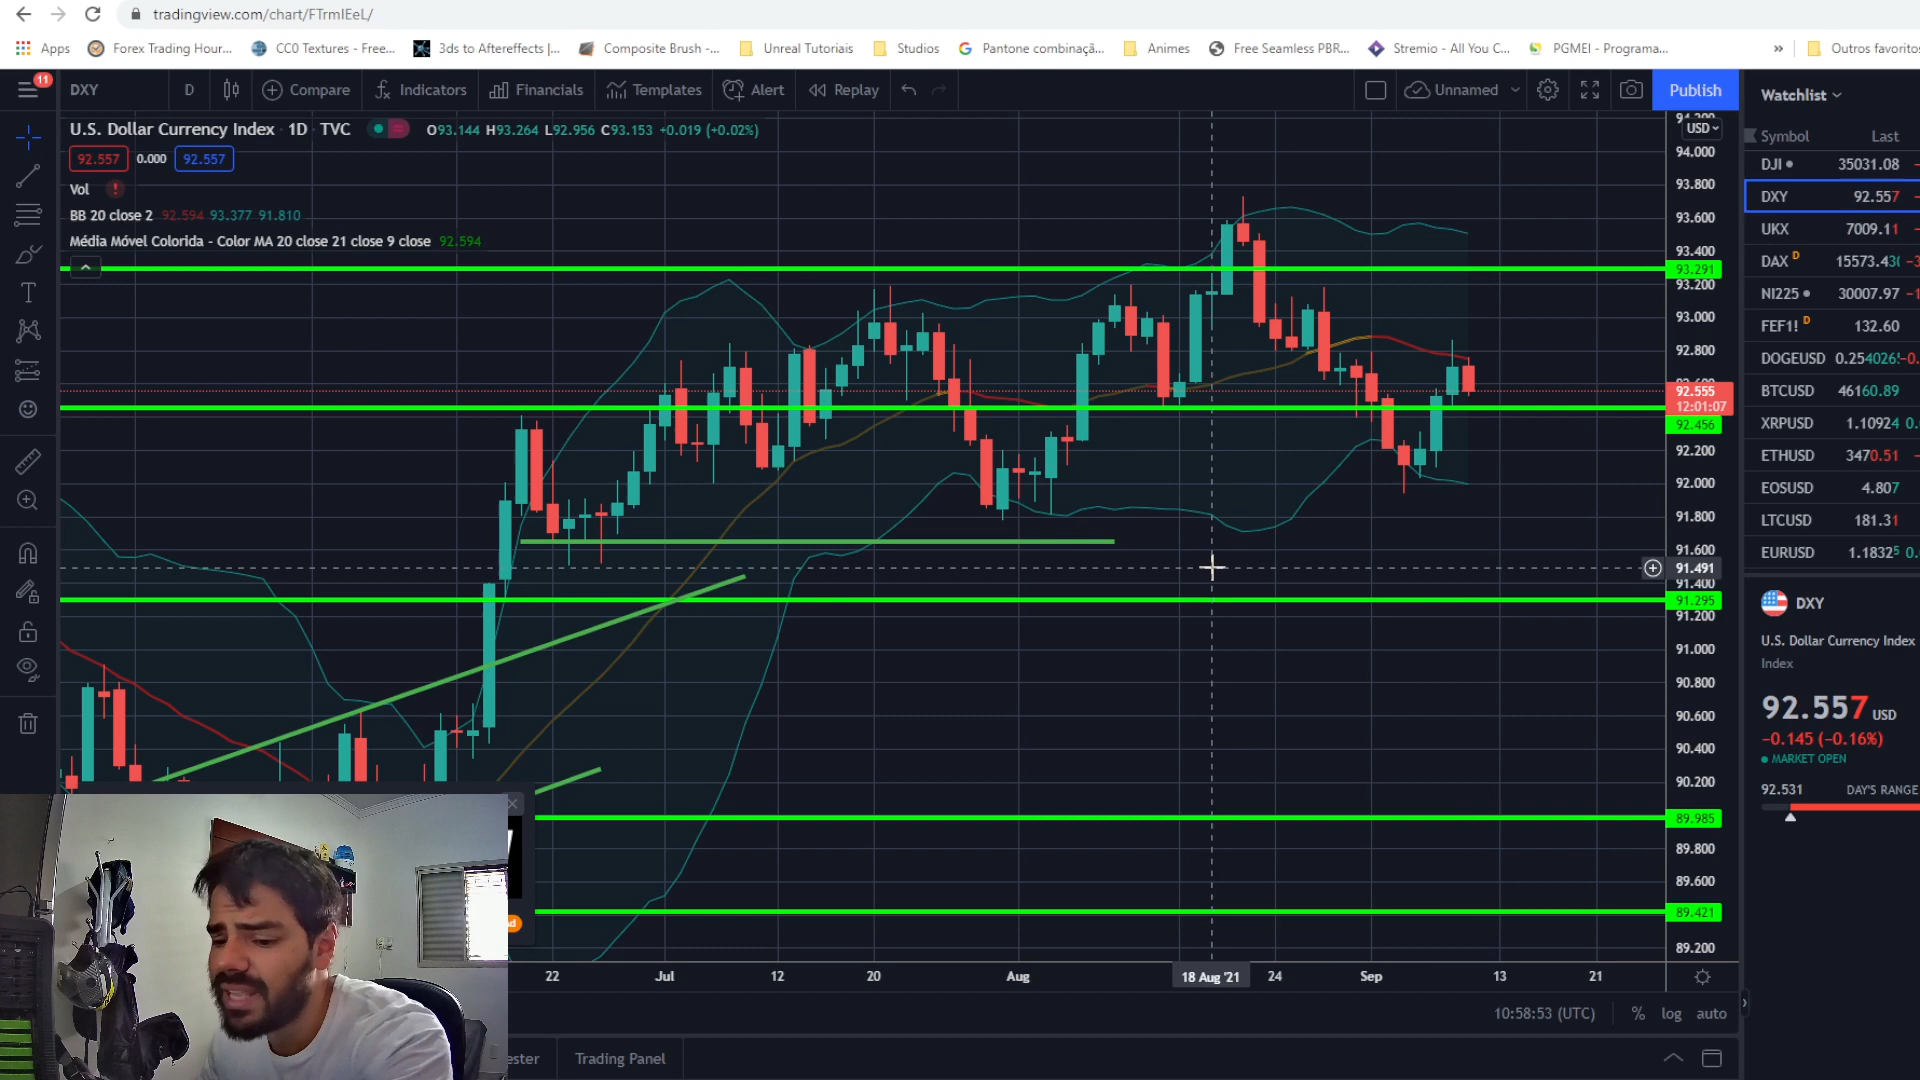 tradingview.com/chart/FTrmIEeL/
Apps Forex Trading Hour... CC0 Textures - Free... 3ds to Aftereffects |... Composite Brush -... Unreal Tutoriais Studios Pantone combinaçã... Animes Free Seamless PBR... Stremio - All You C... PGMEI - Programa... » Outros favoritos
11
DXY D Compare Indicators Financials Templates Alert Replay Unnamed Publish
Watchlist
U.S. Dollar Currency Index · 1D · TVC O93.144 H93.264 L92.956 C93.153 +0.019 (+0.02%)
92.557 0.000 92.557
Vol !
BB 20 close 2 92.594 93.377 91.810
Média Móvel Colorida - Color MA 20 close 21 close 9 close 92.594
USD
94.000
93.800
93.600
93.400
93.291
93.200
93.000
92.800
92.555
12:01:07
92.456
92.200
92.000
91.800
91.600
91.491
91.400
91.295
91.200
91.000
90.800
90.600
90.400
90.200
89.985
89.800
89.600
89.421
89.200
22 Jul 12 20 Aug 18 Aug '21 24 Sep 13 21
10:58:53 (UTC) % log auto
ester Trading Panel
Symbol Last
DJI 35031.08
DXY 92.557
UKX 7009.11
DAX D 15573.43
NI225 30007.97 −1
FEF1! D 132.60
DOGEUSD 0.254026 −0.
BTCUSD 46160.89
XRPUSD 1.10924 0.
ETHUSD 3470.51
EOSUSD 4.807
LTCUSD 181.31
EURUSD 1.18325 0.
DXY
U.S. Dollar Currency Index
Index
92.557 USD
−0.145 (−0.16%)
MARKET OPEN
92.531 DAY'S RANGE